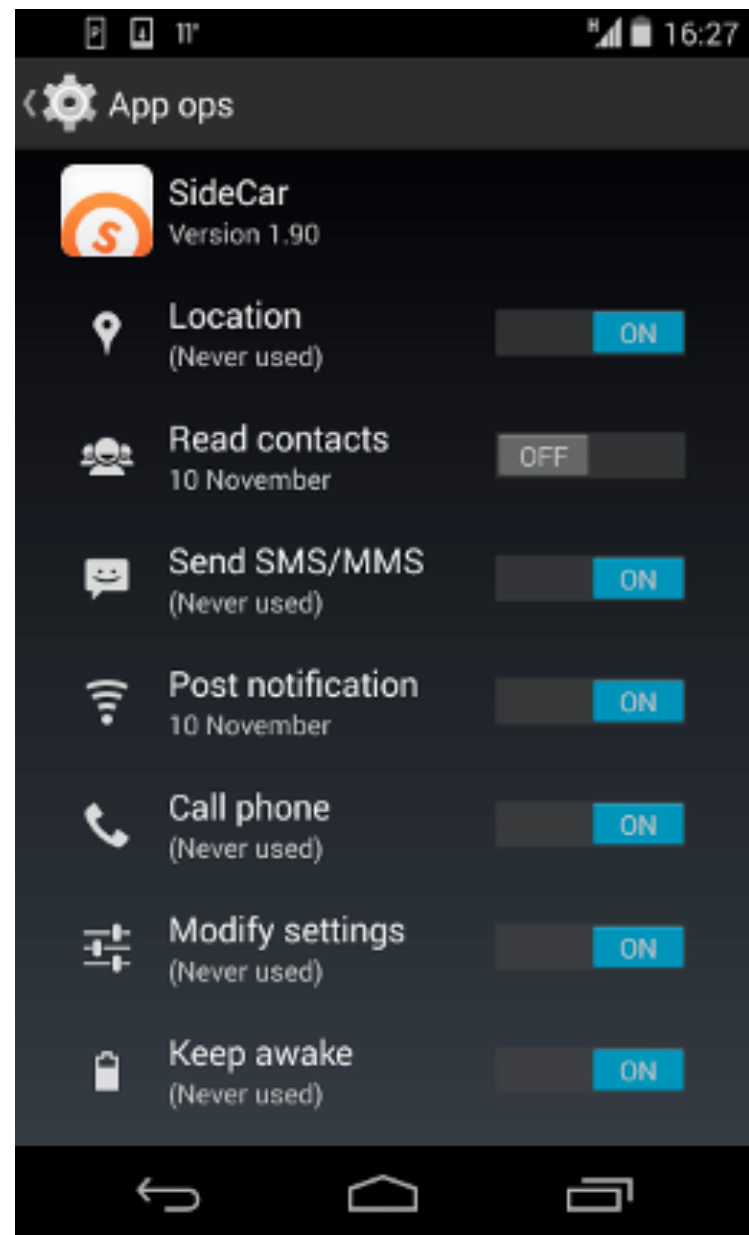 11°
H
16:27
App ops
S
SideCar
Version 1.90
Location
(Never used)
ON
Read contacts
10 November
OFF
Send SMS/MMS
(Never used)
ON
Post notification
10 November
ON
Call phone
(Never used)
ON
Modify settings
(Never used)
ON
Keep awake
(Never used)
ON